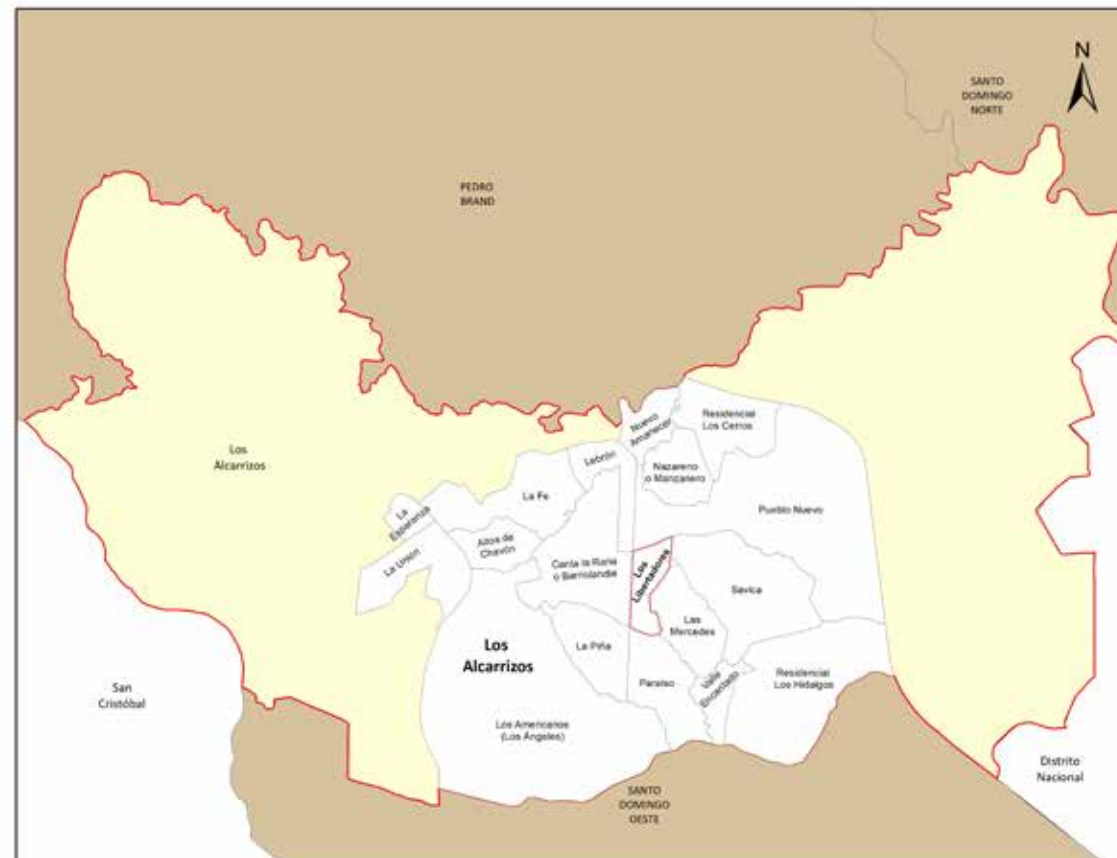 N
SANTO
DOMINGO
NORTE
PEDRO
BRAND
Nuevo
Amanecer
Residencial
Los Cerros
Los
Alcarrizos
Lebrón
Nazareno
o Manzanero
La Fe
La
Esperanza
Pueblo Nuevo
Altos de
Chavón
La Unión
Canta la Rana
o Barriolandia
Los
Libertadores
Savica
Las
Mercedes
Los
Alcarrizos
La Piña
Paraíso
Valle
Encantado
Residencial
Los Hidalgos
San
Cristóbal
Los Americanos
(Los Ángeles)
Distrito
Nacional
SANTO
DOMINGO
OESTE